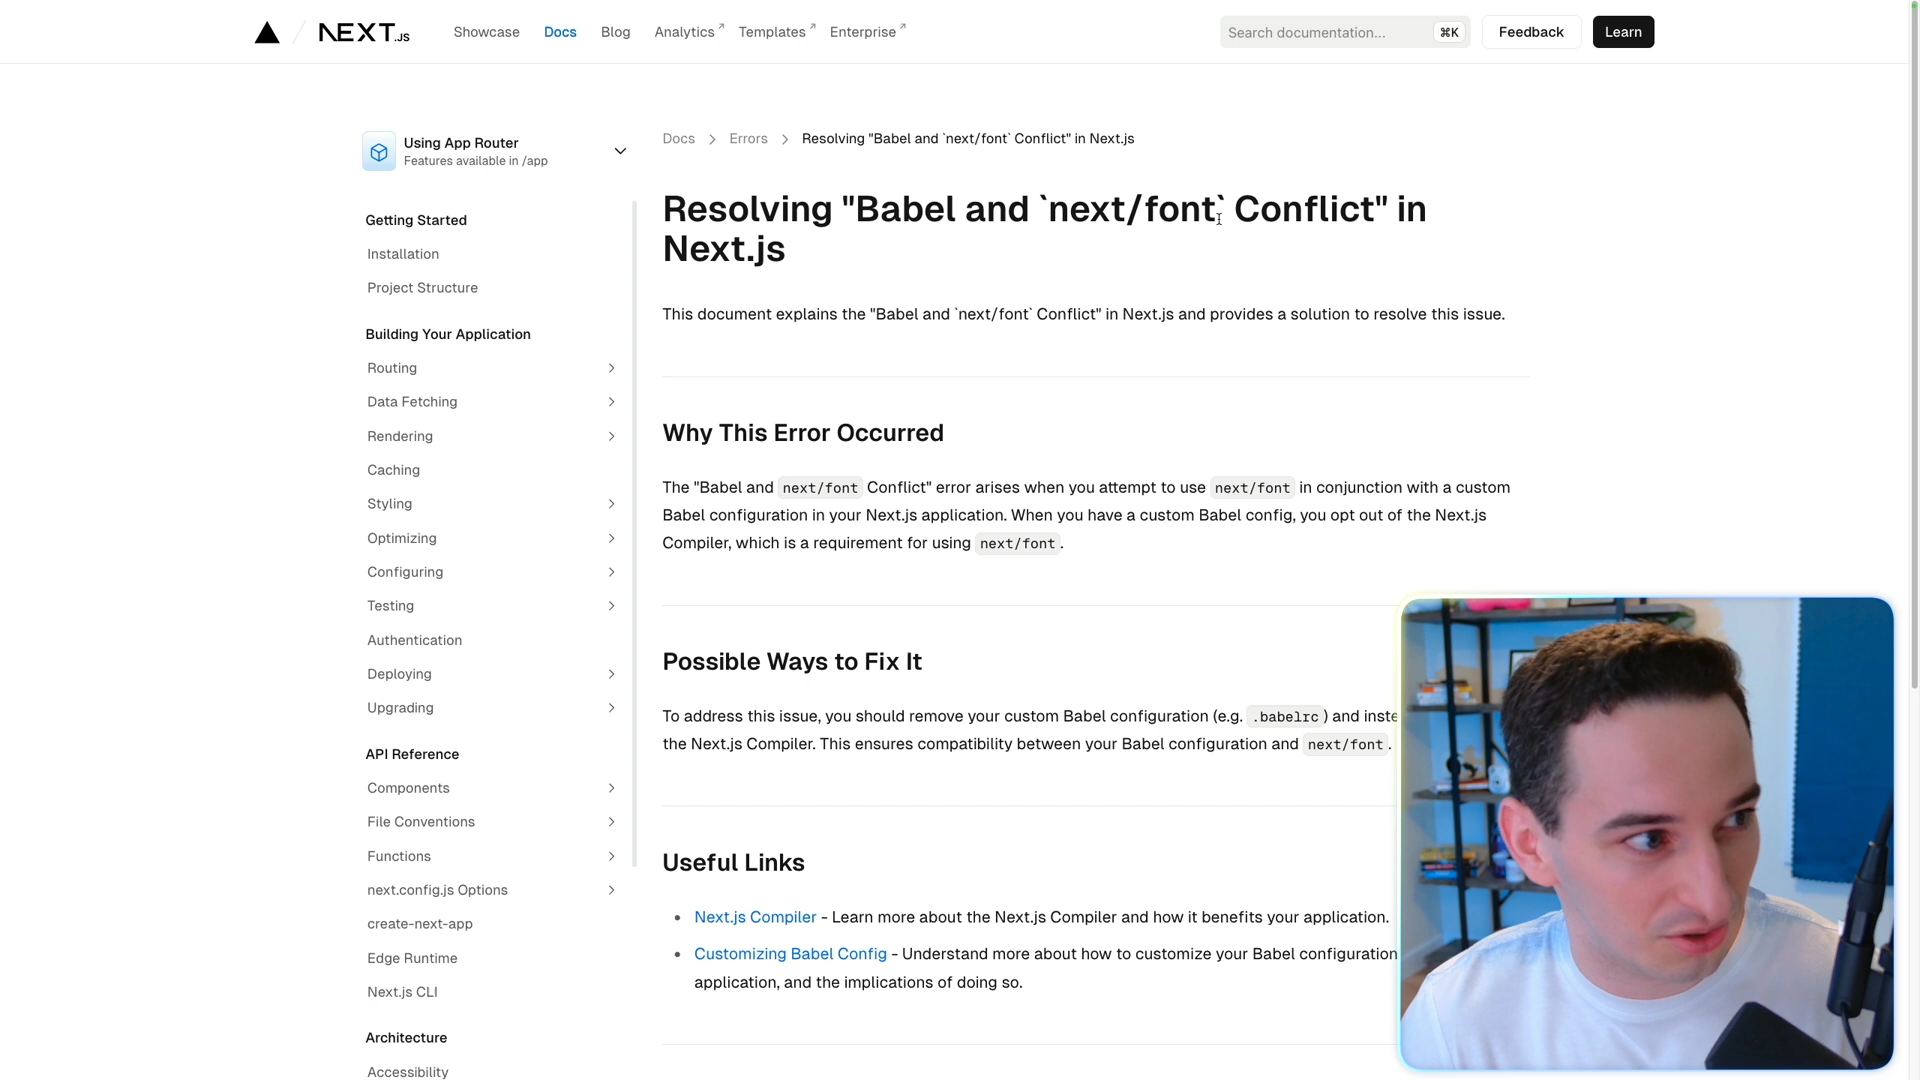 NEXT.JS
Showcase
Docs
Blog
Analytics
Templates
Enterprise
Search documentation...
⌘K
Feedback
Learn
Using App Router
Features available in /app
Getting Started
Installation
Project Structure
Building Your Application
Routing
Data Fetching
Rendering
Caching
Styling
Optimizing
Configuring
Testing
Authentication
Deploying
Upgrading
API Reference
Components
File Conventions
Functions
next.config.js Options
create-next-app
Edge Runtime
Next.js CLI
Architecture
Accessibility
Docs > Errors > Resolving "Babel and `next/font` Conflict" in Next.js
Resolving "Babel and `next/font` Conflict" in
Next.js
This document explains the "Babel and `next/font` Conflict" in Next.js and provides a solution to resolve this issue.
Why This Error Occurred
The "Babel and next/font Conflict" error arises when you attempt to use next/font in conjunction with a custom
Babel configuration in your Next.js application. When you have a custom Babel config, you opt out of the Next.js
Compiler, which is a requirement for using next/font.
Possible Ways to Fix It
To address this issue, you should remove your custom Babel configuration (e.g. .babelrc) and inste
the Next.js Compiler. This ensures compatibility between your Babel configuration and next/font.
Useful Links
• Next.js Compiler - Learn more about the Next.js Compiler and how it benefits your application.
• Customizing Babel Config - Understand more about how to customize your Babel configuration
application, and the implications of doing so.